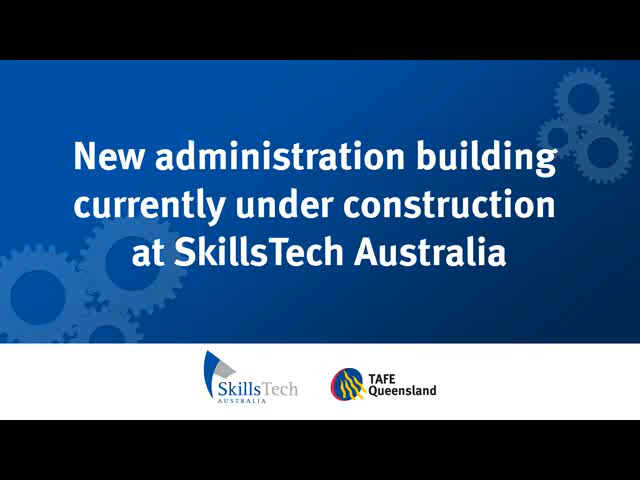 New administration building
currently under construction
at SkillsTech Australia
SkillsTech
AUSTRALIA
TAFE
Queensland